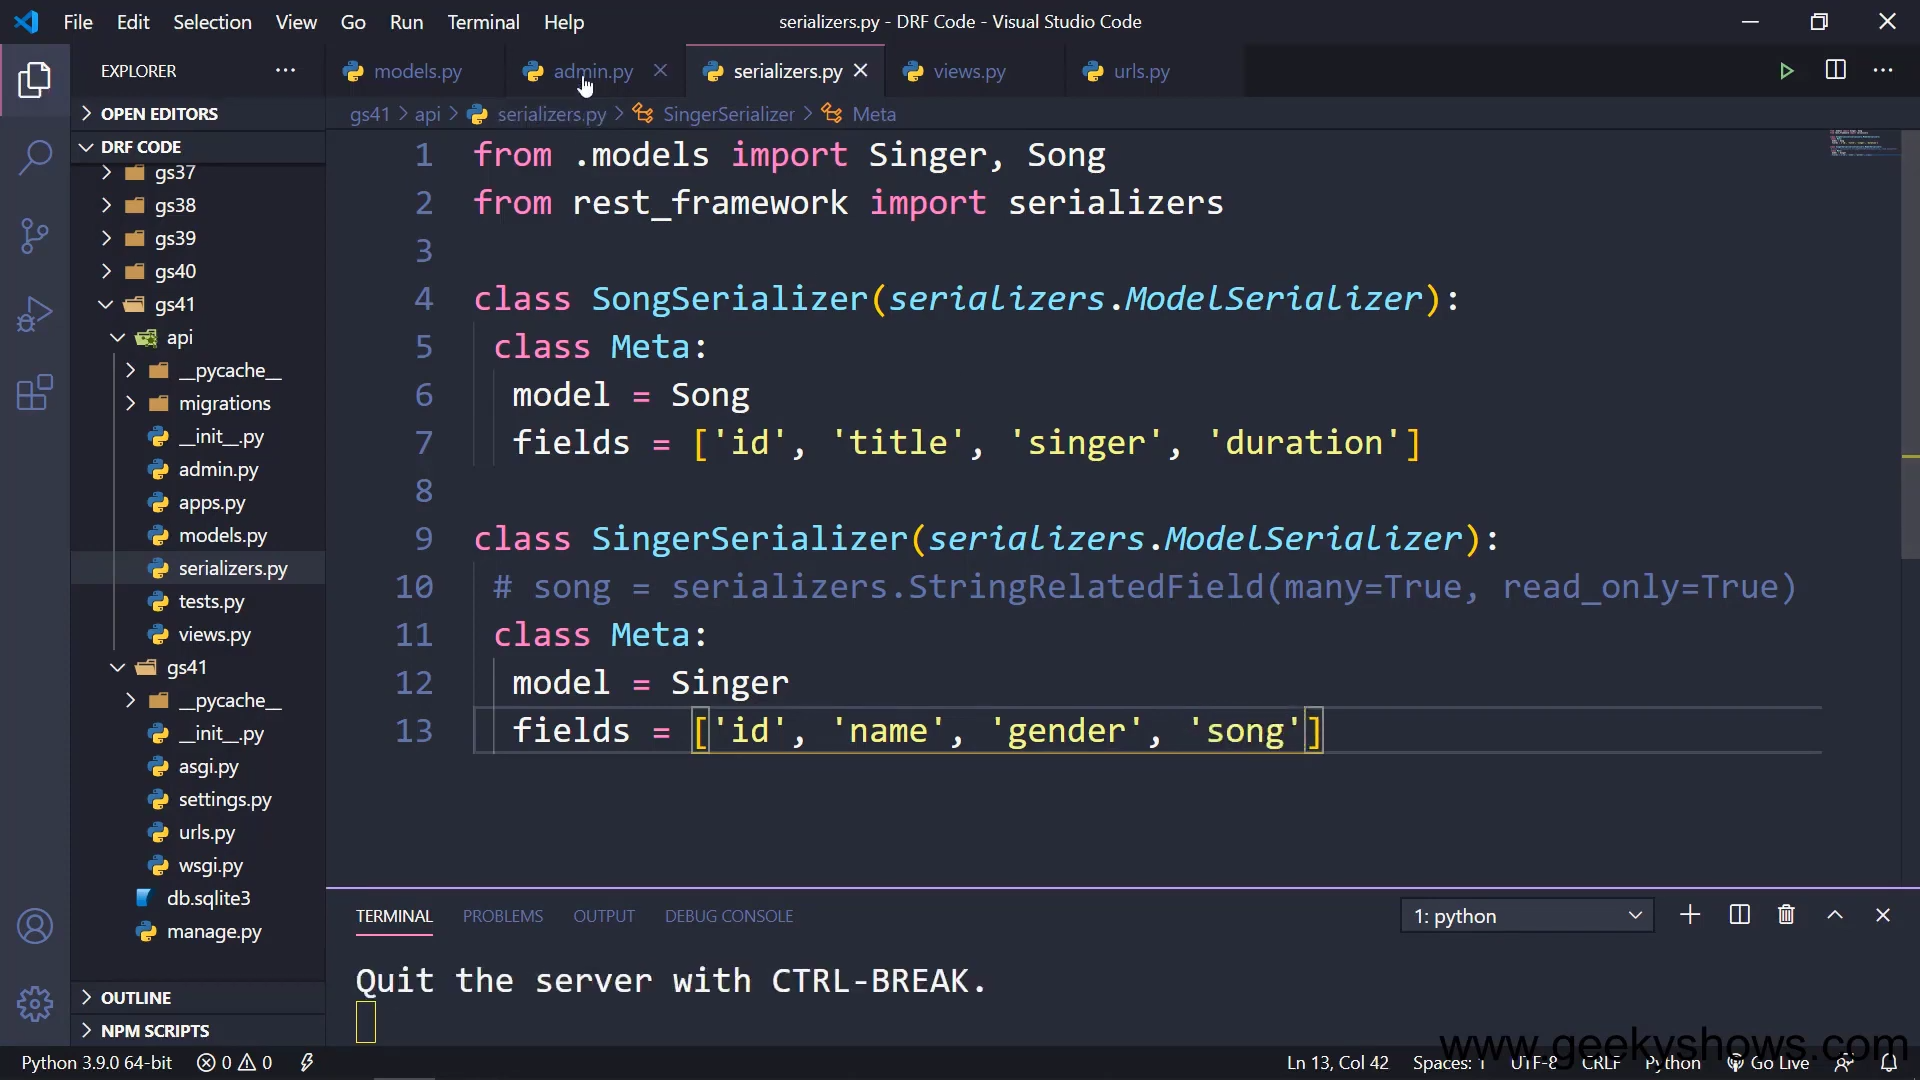 File Edit Selection View Go Run Terminal Help
serializers.py - DRF Code - Visual Studio Code
EXPLORER
models.py admin.py serializers.py views.py urls.py
OPEN EDITORS
gs41 > api > serializers.py > SingerSerializer > Meta
DRF CODE
gs37
gs38
gs39
gs40
gs41
api
__pycache__
migrations
__init__.py
admin.py
apps.py
models.py
serializers.py
tests.py
views.py
gs41
__pycache__
__init__.py
asgi.py
settings.py
urls.py
wsgi.py
db.sqlite3
manage.py
OUTLINE
NPM SCRIPTS
1 from .models import Singer, Song
2 from rest_framework import serializers
3
4 class SongSerializer(serializers.ModelSerializer):
5 class Meta:
6 model = Song
7 fields = ['id', 'title', 'singer', 'duration']
8
9 class SingerSerializer(serializers.ModelSerializer):
10 # song = serializers.StringRelatedField(many=True, read_only=True)
11 class Meta:
12 model = Singer
13 fields = ['id', 'name', 'gender', 'song']
TERMINAL PROBLEMS OUTPUT DEBUG CONSOLE
1: python
Quit the server with CTRL-BREAK.
www.geekyshows.com
Python 3.9.0 64-bit 0 0
Ln 13, Col 42 Spaces: 1 UTF-8 CRLF Python Go Live